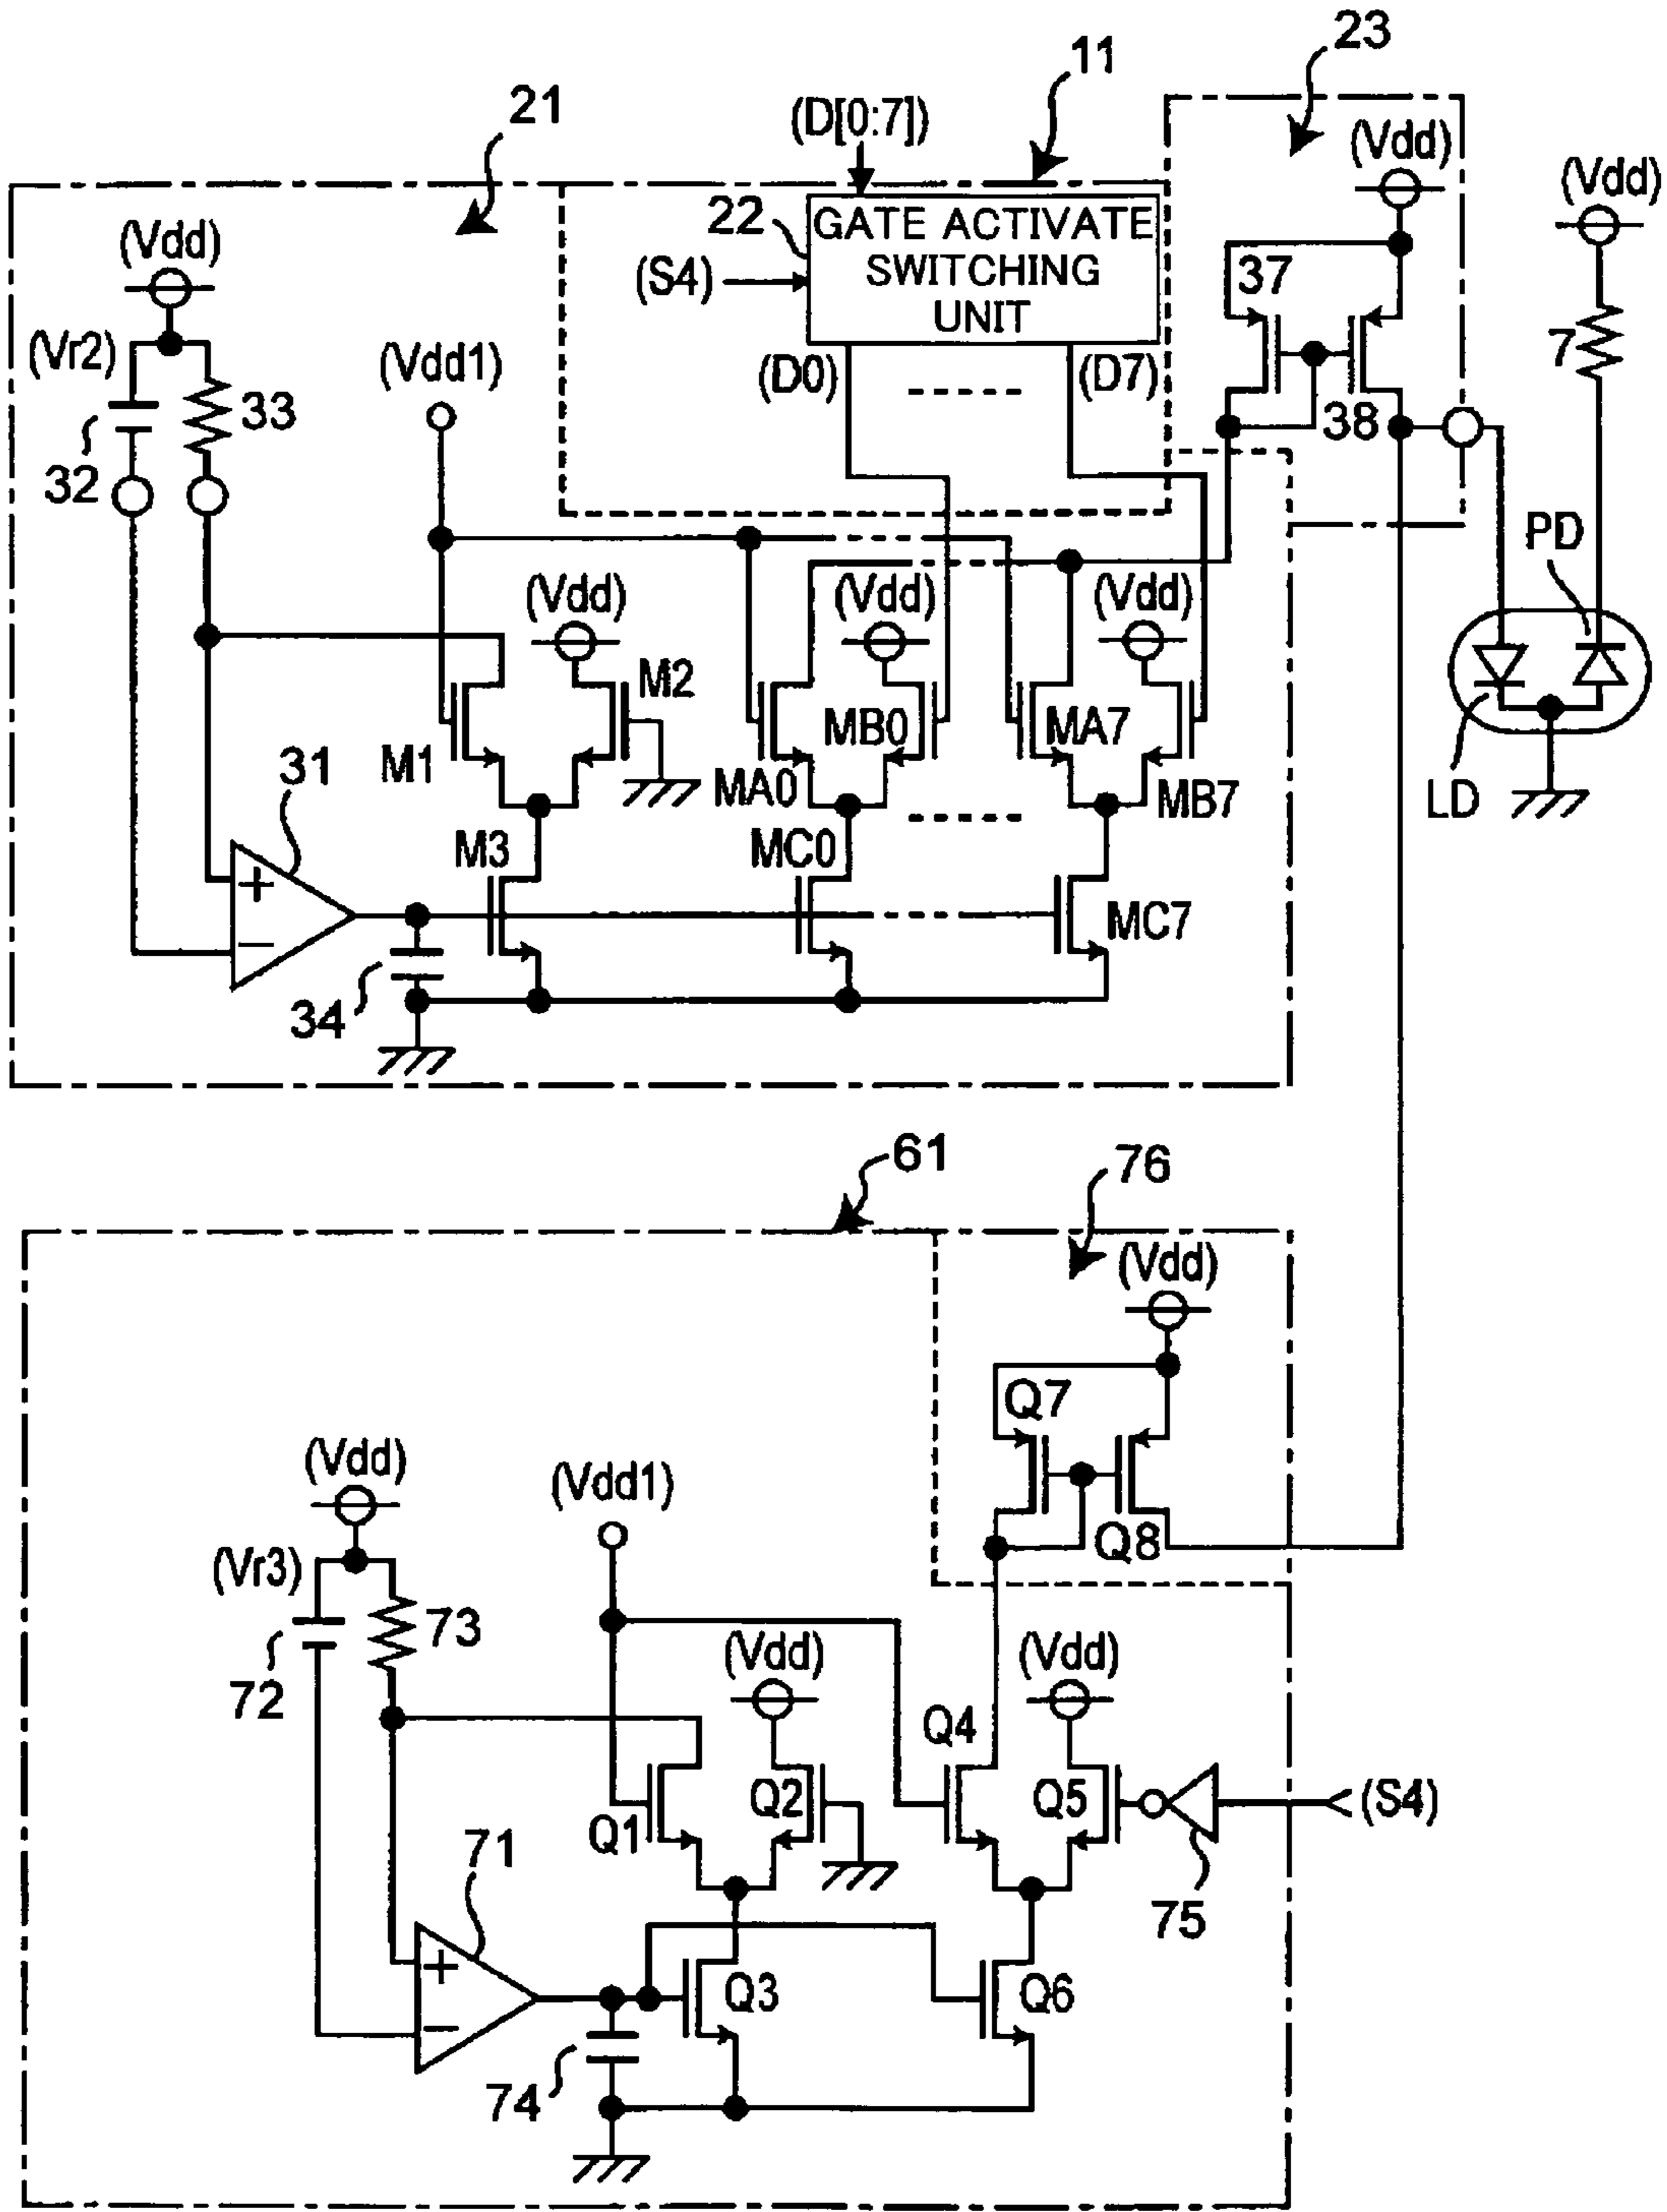 23
11
21
(D[0:7])
(Vdd)
(Vdd)
22
GATE ACTIVATE
SWITCHING
UNIT
(Vdd)
(S4)
37
(Vr2)
(Vdd1)
(D0)
(D7)
7
33
38
32
PD
(Vdd)
(Vdd)
(Vdd)
M2
MB0
MA7
M1
MA0
MB7
LD
31
M3
MC0
MC7
+
−
34
61
76
(Vdd)
Q7
(Vdd)
(Vdd1)
Q8
(Vr3)
73
(Vdd)
(Vdd)
72
Q4
Q2
Q5
(S4)
Q1
71
75
+
−
Q3
Q6
74